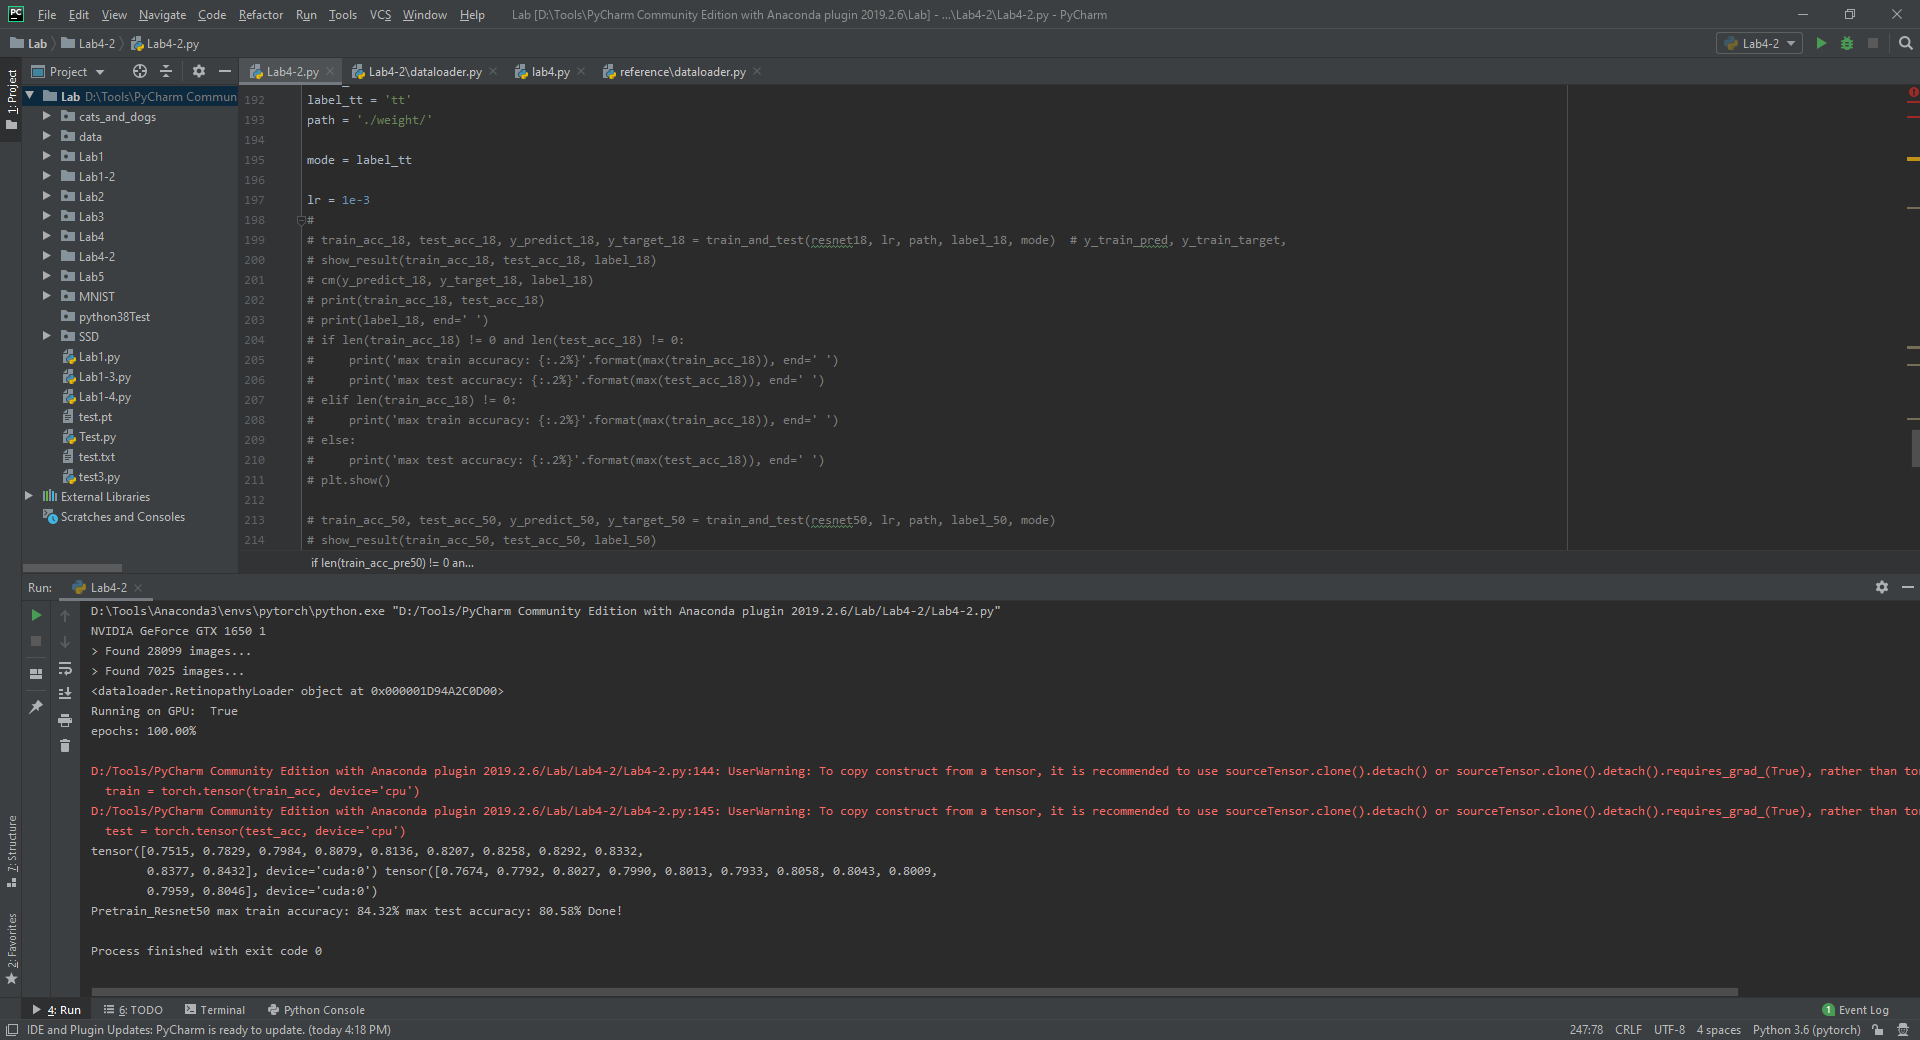 PC File Edit View Navigate Code Refactor Run Tools VCS Window Help Lab [D:\Tools\PyCharm Community Edition with Anaconda plugin 2019.2.6\Lab] - ...\Lab4-2\Lab4-2.py - PyCharm
Lab Lab4-2 Lab4-2.py Lab4-2
Project Lab4-2.py Lab4-2\dataloader.py lab4.py reference\dataloader.py
1: Project
Lab D:\Tools\PyCharm Commun
cats_and_dogs
data
Lab1
Lab1-2
Lab2
Lab3
Lab4
Lab4-2
Lab5
MNIST
python38Test
SSD
Lab1.py
Lab1-3.py
Lab1-4.py
test.pt
Test.py
test.txt
test3.py
External Libraries
Scratches and Consoles
192 label_tt = 'tt'
193 path = './weight/'
194
195 mode = label_tt
196
197 lr = 1e-3
198 #
199 # train_acc_18, test_acc_18, y_predict_18, y_target_18 = train_and_test(resnet18, lr, path, label_18, mode)  # y_train_pred, y_train_target,
200 # show_result(train_acc_18, test_acc_18, label_18)
201 # cm(y_predict_18, y_target_18, label_18)
202 # print(train_acc_18, test_acc_18)
203 # print(label_18, end=' ')
204 # if len(train_acc_18) != 0 and len(test_acc_18) != 0:
205 #     print('max train accuracy: {:.2%}'.format(max(train_acc_18)), end=' ')
206 #     print('max test accuracy: {:.2%}'.format(max(test_acc_18)), end=' ')
207 # elif len(train_acc_18) != 0:
208 #     print('max train accuracy: {:.2%}'.format(max(train_acc_18)), end=' ')
209 # else:
210 #     print('max test accuracy: {:.2%}'.format(max(test_acc_18)), end=' ')
211 # plt.show()
212
213 # train_acc_50, test_acc_50, y_predict_50, y_target_50 = train_and_test(resnet50, lr, path, label_50, mode)
214 # show_result(train_acc_50, test_acc_50, label_50)
if len(train_acc_pre50) != 0 an...
Run: Lab4-2
D:\Tools\Anaconda3\envs\pytorch\python.exe "D:/Tools/PyCharm Community Edition with Anaconda plugin 2019.2.6/Lab/Lab4-2/Lab4-2.py"
NVIDIA GeForce GTX 1650 1
> Found 28099 images...
> Found 7025 images...
<dataloader.RetinopathyLoader object at 0x000001D94A2C0D00>
Running on GPU:  True
epochs: 100.00%
D:/Tools/PyCharm Community Edition with Anaconda plugin 2019.2.6/Lab/Lab4-2/Lab4-2.py:144: UserWarning: To copy construct from a tensor, it is recommended to use sourceTensor.clone().detach() or sourceTensor.clone().detach().requires_grad_(True), rather than to
train = torch.tensor(train_acc, device='cpu')
D:/Tools/PyCharm Community Edition with Anaconda plugin 2019.2.6/Lab/Lab4-2/Lab4-2.py:145: UserWarning: To copy construct from a tensor, it is recommended to use sourceTensor.clone().detach() or sourceTensor.clone().detach().requires_grad_(True), rather than to
test = torch.tensor(test_acc, device='cpu')
tensor([0.7515, 0.7829, 0.7984, 0.8079, 0.8136, 0.8207, 0.8258, 0.8292, 0.8332,
0.8377, 0.8432], device='cuda:0') tensor([0.7674, 0.7792, 0.8027, 0.7990, 0.8013, 0.7933, 0.8058, 0.8043, 0.8009,
0.7959, 0.8046], device='cuda:0')
Pretrain_Resnet50 max train accuracy: 84.32% max test accuracy: 80.58% Done!
Process finished with exit code 0
7: Structure
2: Favorites
4: Run 6: TODO Terminal Python Console 1 Event Log
IDE and Plugin Updates: PyCharm is ready to update. (today 4:18 PM) 247:78 CRLF UTF-8 4 spaces Python 3.6 (pytorch)